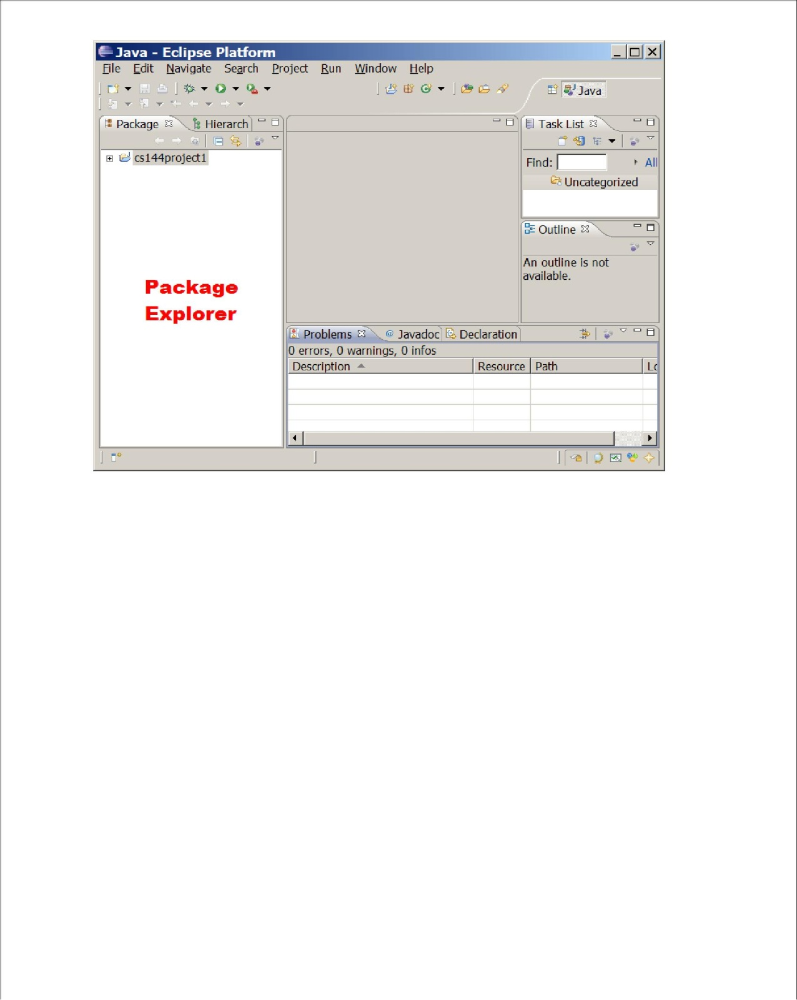 Java - Eclipse Platform
File Edit Navigate Search Project Run Window Help
Java
Package Hierarch
Task List
cs144project1
Find: All
Uncategorized
Outline
An outline is not
available.
Package
Explorer
Problems @ Javadoc Declaration
0 errors, 0 warnings, 0 infos
Description Resource Path Lo